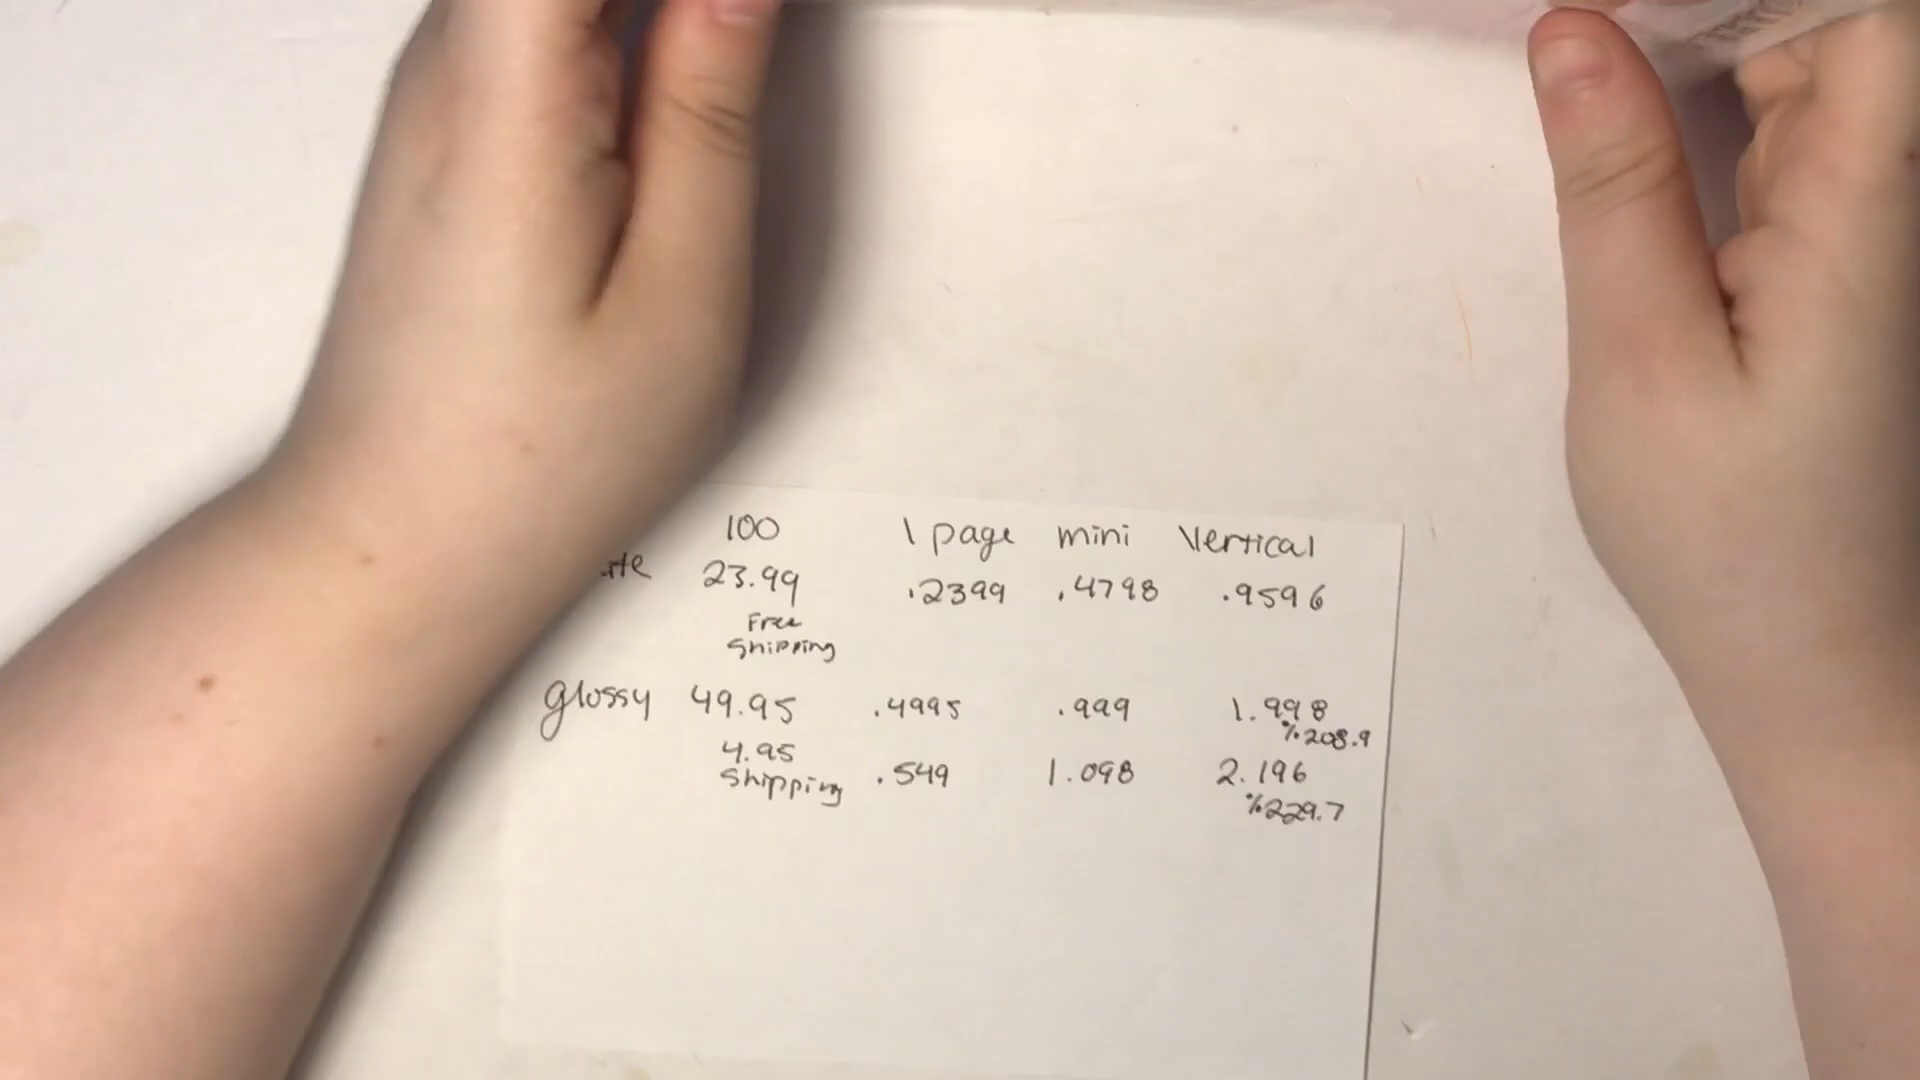 100 1 page mini Vertical
23.99 .2399 .4798 .9596
Free
Shipping
glossy 49.95 .4995 .999 1.998
%208.9
4.95 .549 1.098 2.196
Shipping
%229.7